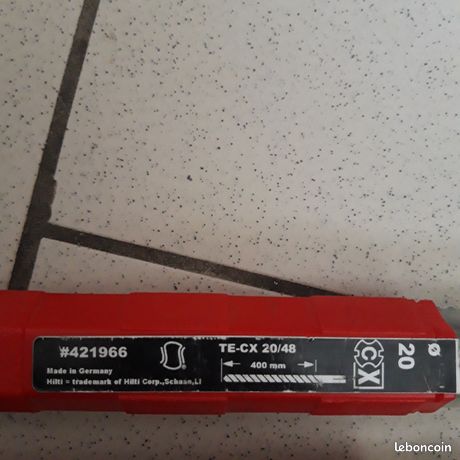 #421966
Made in Germany
Hilti = trademark of Hilti Corp.,Schaan,LI
TE-CX 20/48
400 mm
CX
20
Ø
leboncoin